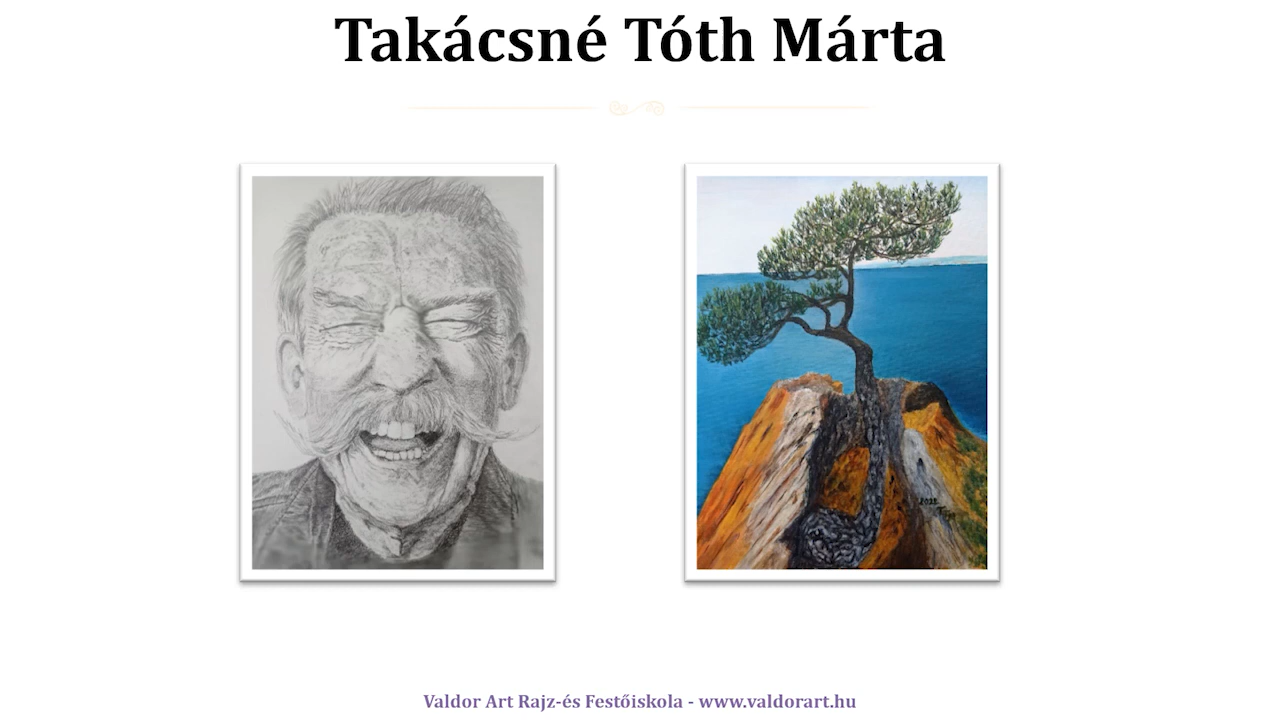 Takácsné Tóth Márta
Valdor Art Rajz-és Festőiskola - www.valdorart.hu